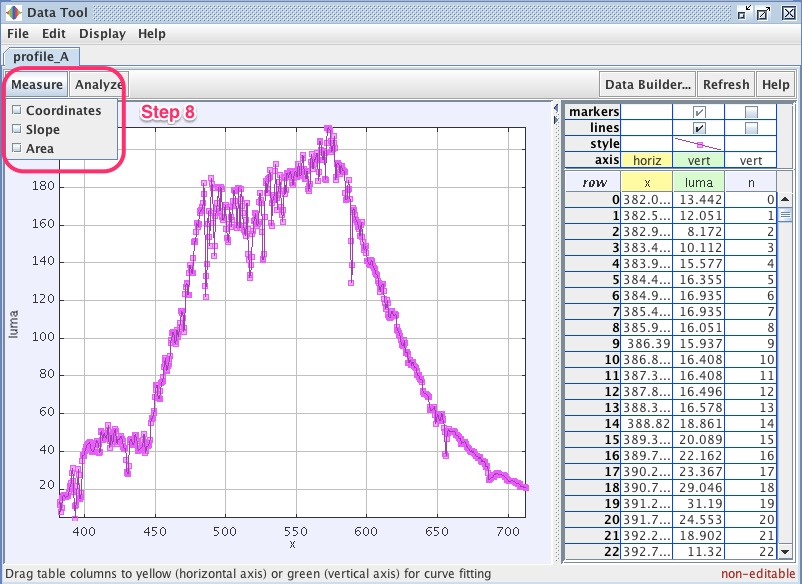 Data Tool
File Edit Display Help
profile_A
Measure Analyze Data Builder... Refresh Help
Coordinates
Slope
Area
Step 8
180
160
140
120
100
80
60
40
20
luma
400 450 500 550 600 650 700
x
markers
lines
style
axis horiz vert vert
row x luma n
0 382.0... 13.442 0
1 382.5... 12.051 1
2 382.9... 8.172 2
3 383.4... 10.112 3
4 383.9... 15.577 4
5 384.4... 16.355 5
6 384.9... 16.935 6
7 385.4... 16.935 7
8 385.9... 16.051 8
9 386.39 15.937 9
10 386.8... 16.408 10
11 387.3... 16.408 11
12 387.8... 16.496 12
13 388.3... 16.578 13
14 388.82 18.861 14
15 389.3... 20.089 15
16 389.7... 22.162 16
17 390.2... 23.367 17
18 390.7... 29.046 18
19 391.2... 31.19 19
20 391.7... 24.553 20
21 392.2... 18.902 21
22 392.7... 11.32 22
Drag table columns to yellow (horizontal axis) or green (vertical axis) for curve fitting
non-editable